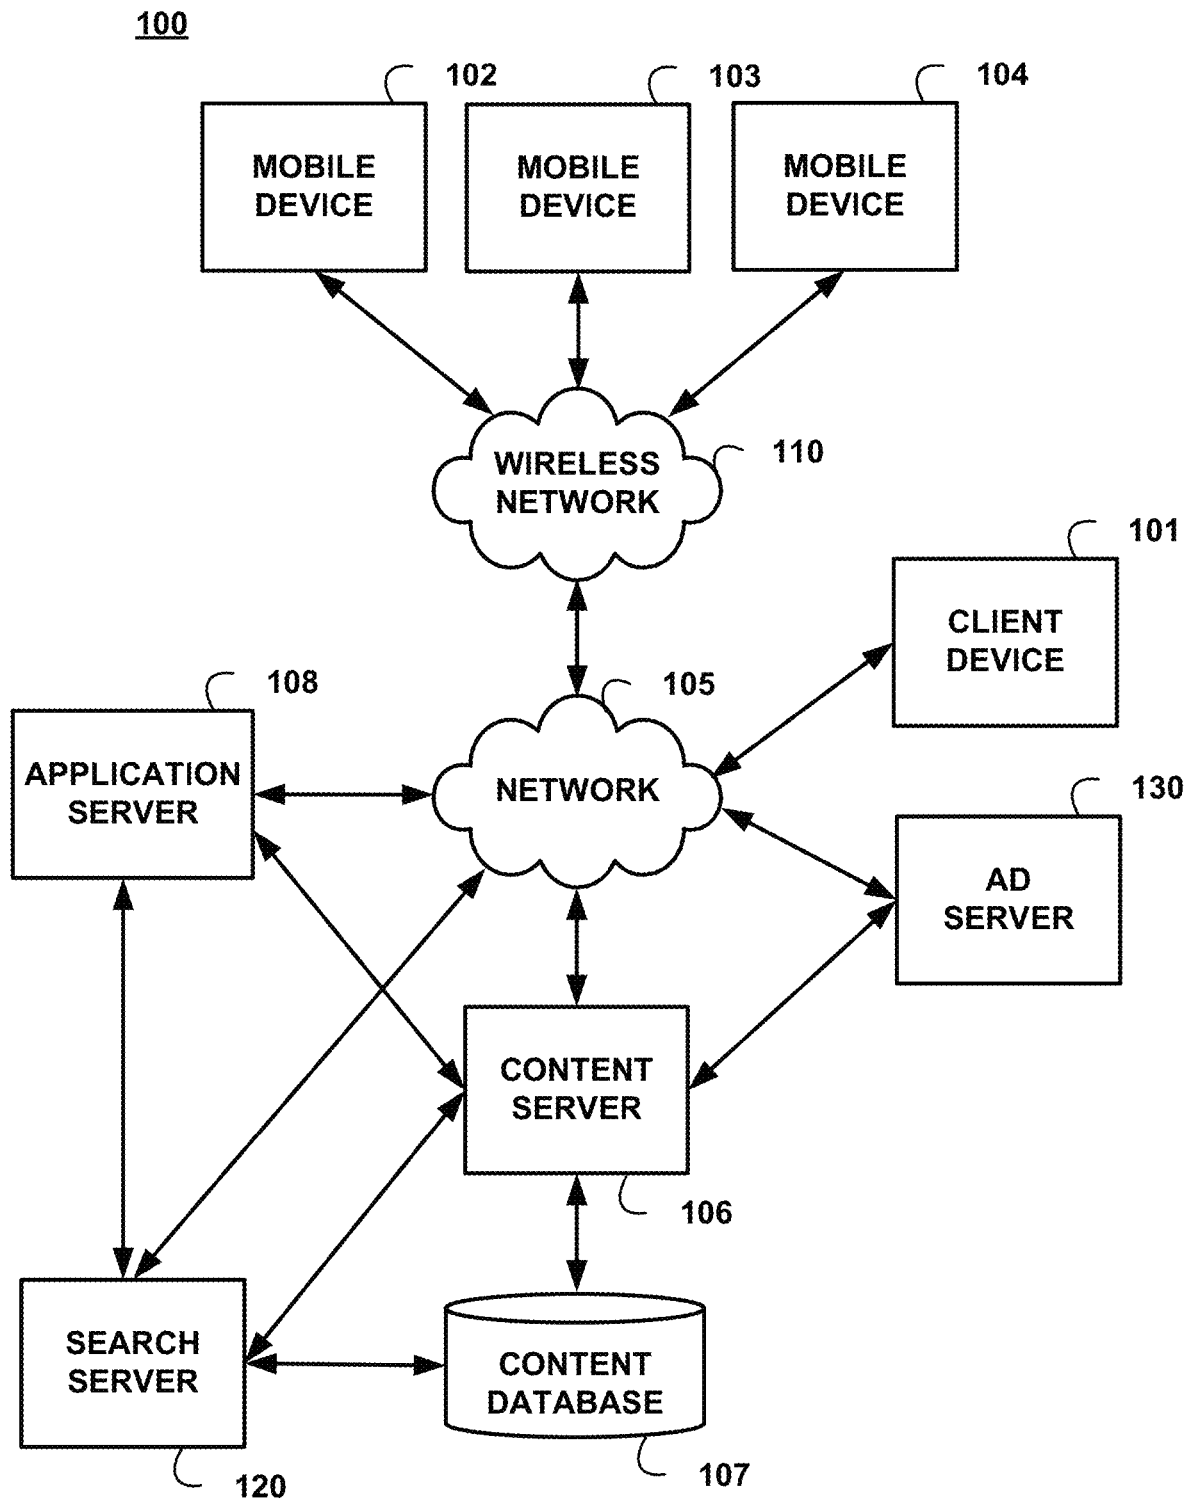 100
102
103
104
MOBILE
DEVICE
MOBILE
DEVICE
MOBILE
DEVICE
110
WIRELESS
NETWORK
101
CLIENT
DEVICE
108
105
APPLICATION
SERVER
NETWORK
130
AD
SERVER
CONTENT
SERVER
106
SEARCH
SERVER
CONTENT
DATABASE
107
120